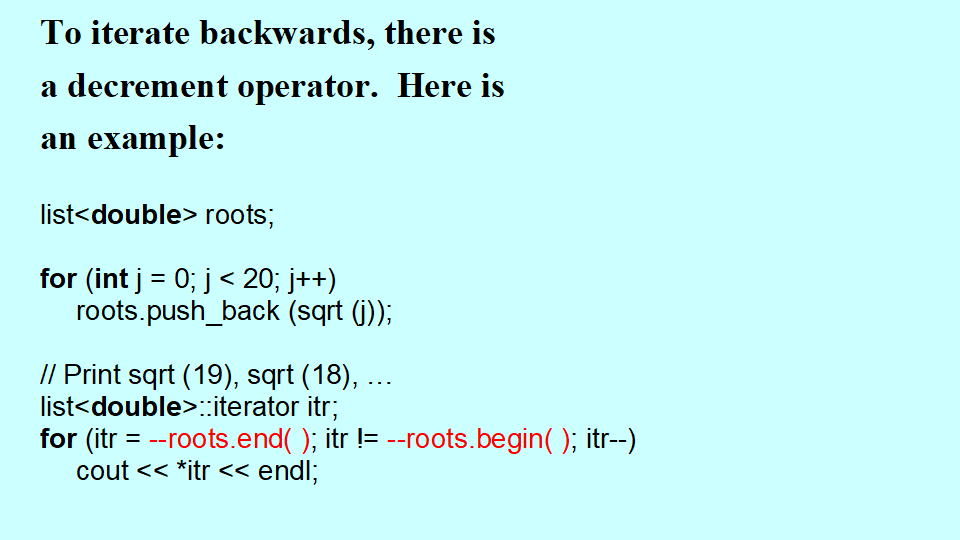 To iterate backwards, there is
a decrement operator.  Here is
an example:
list<double> roots;
for (int j = 0; j < 20; j++)
roots.push_back (sqrt (j));
// Print sqrt (19), sqrt (18), …
list<double>::iterator itr;
for (itr = --roots.end( ); itr != --roots.begin( ); itr--)
cout << *itr << endl;